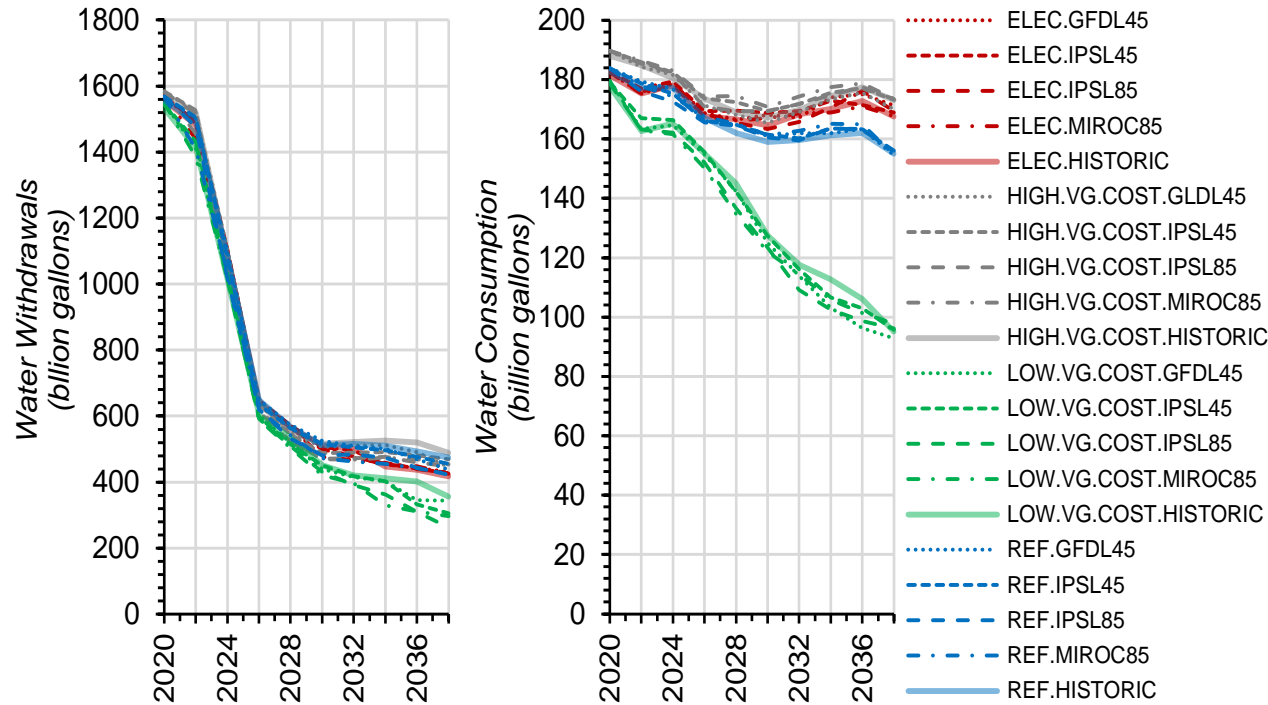 Water Withdrawals
(bllion gallons)
1800
1600
1400
1200
1000
800
600
400
200
0
2020
2024
2028
2032
2036
Water Consumption
(billion gallons)
200
180
160
140
120
100
80
60
40
20
0
2020
2024
2028
2032
2036
ELEC.GFDL45
ELEC.IPSL45
ELEC.IPSL85
ELEC.MIROC85
ELEC.HISTORIC
HIGH.VG.COST.GLDL45
HIGH.VG.COST.IPSL45
HIGH.VG.COST.IPSL85
HIGH.VG.COST.MIROC85
HIGH.VG.COST.HISTORIC
LOW.VG.COST.GFDL45
LOW.VG.COST.IPSL45
LOW.VG.COST.IPSL85
LOW.VG.COST.MIROC85
LOW.VG.COST.HISTORIC
REF.GFDL45
REF.IPSL45
REF.IPSL85
REF.MIROC85
REF.HISTORIC